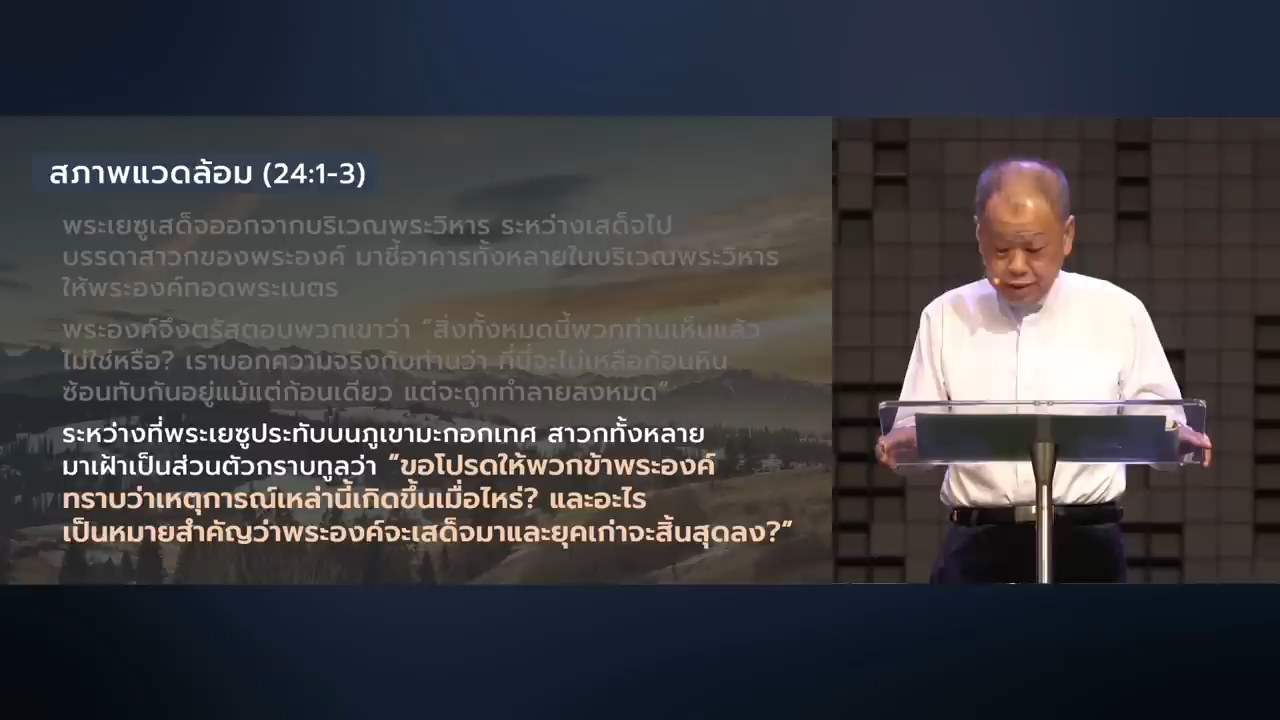 สภาพแวดล้อม (24:1-3)
พระเยซูเสด็จออกจากบริเวณพระวิหาร ระหว่างเสด็จไป
บรรดาสาวกของพระองค์ มาชี้อาคารทั้งหลายในบริเวณพระวิหาร
ให้พระองค์ทอดพระเนตร
พระองค์จึงตรัสตอบพวกเขาว่า “สิ่งทั้งหมดนี้พวกท่านเห็นแล้ว
ไม่ใช่หรือ? เราบอกความจริงกับท่านว่า ที่นี่จะไม่เหลือก้อนหิน
ซ้อนทับกันอยู่แม้แต่ก้อนเดียว แต่จะถูกทำลายลงหมด”
ระหว่างที่พระเยซูประทับบนภูเขามะกอกเทศ สาวกทั้งหลาย
มาเฝ้าเป็นส่วนตัวกราบทูลว่า “ขอโปรดให้พวกข้าพระองค์
ทราบว่าเหตุการณ์เหล่านี้เกิดขึ้นเมื่อไหร่? และอะไร
เป็นหมายสำคัญว่าพระองค์จะเสด็จมาและยุคเก่าจะสิ้นสุดลง?”